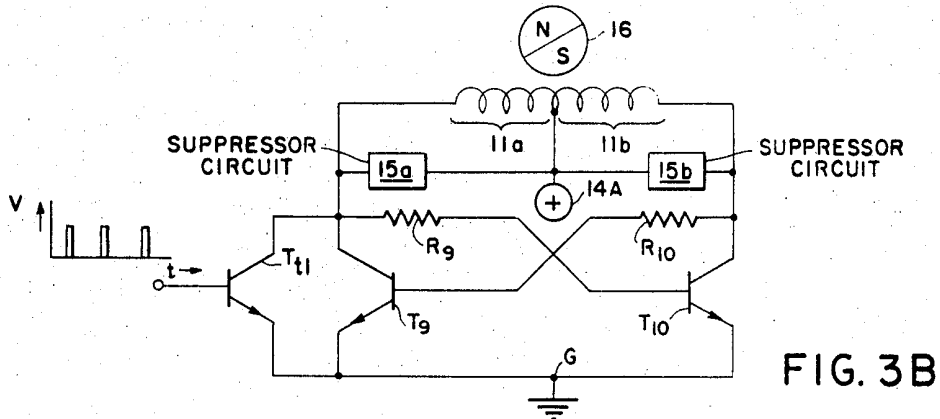 N
S
16
11a
11b
SUPPRESSOR
CIRCUIT
15a
15b
SUPPRESSOR
CIRCUIT
+
14A
V
t
R9
R10
Tt1
T9
T10
G
FIG. 3B